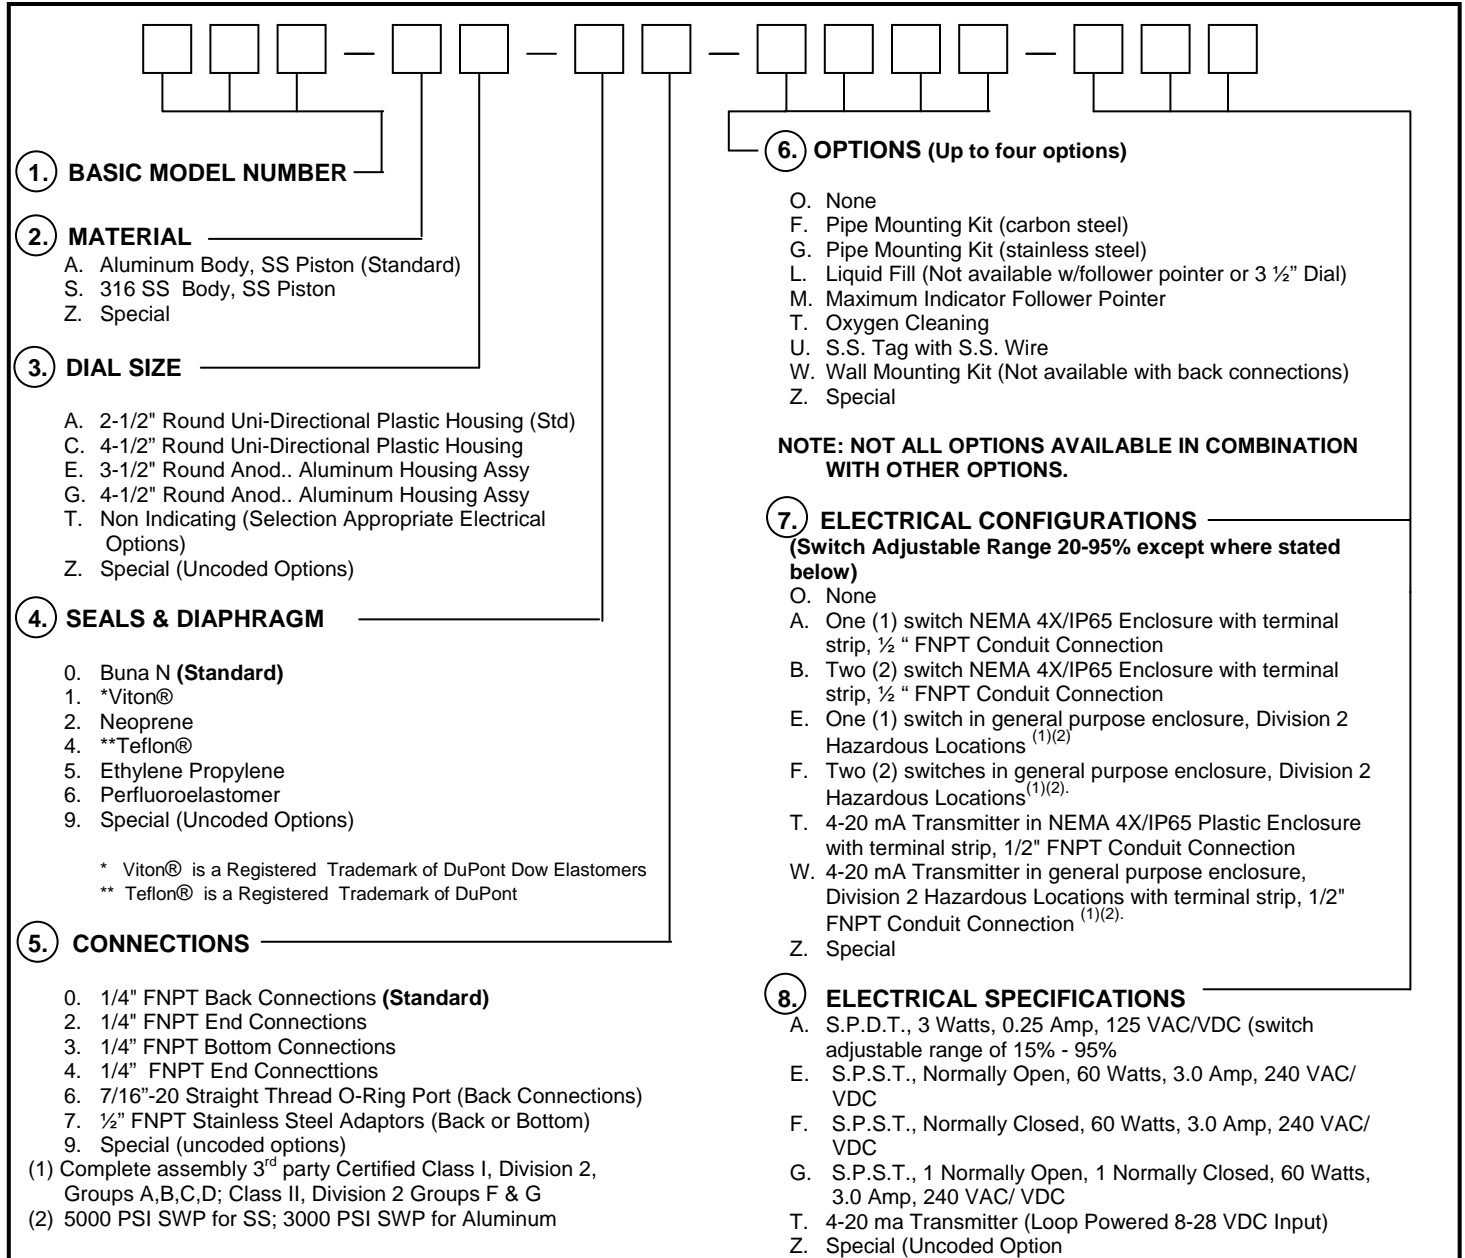 1. BASIC MODEL NUMBER
2. MATERIAL
A. Aluminum Body, SS Piston (Standard)
S. 316 SS Body, SS Piston
Z. Special
3. DIAL SIZE
A. 2-1/2" Round Uni-Directional Plastic Housing (Std)
C. 4-1/2” Round Uni-Directional Plastic Housing
E. 3-1/2" Round Anod.. Aluminum Housing Assy
G. 4-1/2" Round Anod.. Aluminum Housing Assy
T. Non Indicating (Selection Appropriate Electrical
Options)
Z. Special (Uncoded Options)
4. SEALS & DIAPHRAGM
0. Buna N (Standard)
1. *Viton®
2. Neoprene
4. **Teflon®
5. Ethylene Propylene
6. Perfluoroelastomer
9. Special (Uncoded Options)
* Viton® is a Registered Trademark of DuPont Dow Elastomers
** Teflon® is a Registered Trademark of DuPont
5. CONNECTIONS
0. 1/4" FNPT Back Connections (Standard)
2. 1/4" FNPT End Connections
3. 1/4” FNPT Bottom Connections
4. 1/4” FNPT End Connecttions
6. 7/16”-20 Straight Thread O-Ring Port (Back Connections)
7. ½” FNPT Stainless Steel Adaptors (Back or Bottom)
9. Special (uncoded options)
(1) Complete assembly 3rd party Certified Class I, Division 2,
Groups A,B,C,D; Class II, Division 2 Groups F & G
(2) 5000 PSI SWP for SS; 3000 PSI SWP for Aluminum
6. OPTIONS (Up to four options)
O. None
F. Pipe Mounting Kit (carbon steel)
G. Pipe Mounting Kit (stainless steel)
L. Liquid Fill (Not available w/follower pointer or 3 ½” Dial)
M. Maximum Indicator Follower Pointer
T. Oxygen Cleaning
U. S.S. Tag with S.S. Wire
W. Wall Mounting Kit (Not available with back connections)
Z. Special
NOTE: NOT ALL OPTIONS AVAILABLE IN COMBINATION
WITH OTHER OPTIONS.
7. ELECTRICAL CONFIGURATIONS
(Switch Adjustable Range 20-95% except where stated
below)
O. None
A. One (1) switch NEMA 4X/IP65 Enclosure with terminal
strip, ½ “ FNPT Conduit Connection
B. Two (2) switch NEMA 4X/IP65 Enclosure with terminal
strip, ½ “ FNPT Conduit Connection
E. One (1) switch in general purpose enclosure, Division 2
Hazardous Locations (1)(2)
F. Two (2) switches in general purpose enclosure, Division 2
Hazardous Locations(1)(2).
T. 4-20 mA Transmitter in NEMA 4X/IP65 Plastic Enclosure
with terminal strip, 1/2" FNPT Conduit Connection
W. 4-20 mA Transmitter in general purpose enclosure,
Division 2 Hazardous Locations with terminal strip, 1/2"
FNPT Conduit Connection (1)(2).
Z. Special
8. ELECTRICAL SPECIFICATIONS
A. S.P.D.T., 3 Watts, 0.25 Amp, 125 VAC/VDC (switch
adjustable range of 15% - 95%
E. S.P.S.T., Normally Open, 60 Watts, 3.0 Amp, 240 VAC/
VDC
F. S.P.S.T., Normally Closed, 60 Watts, 3.0 Amp, 240 VAC/
VDC
G. S.P.S.T., 1 Normally Open, 1 Normally Closed, 60 Watts,
3.0 Amp, 240 VAC/ VDC
T. 4-20 ma Transmitter (Loop Powered 8-28 VDC Input)
Z. Special (Uncoded Option